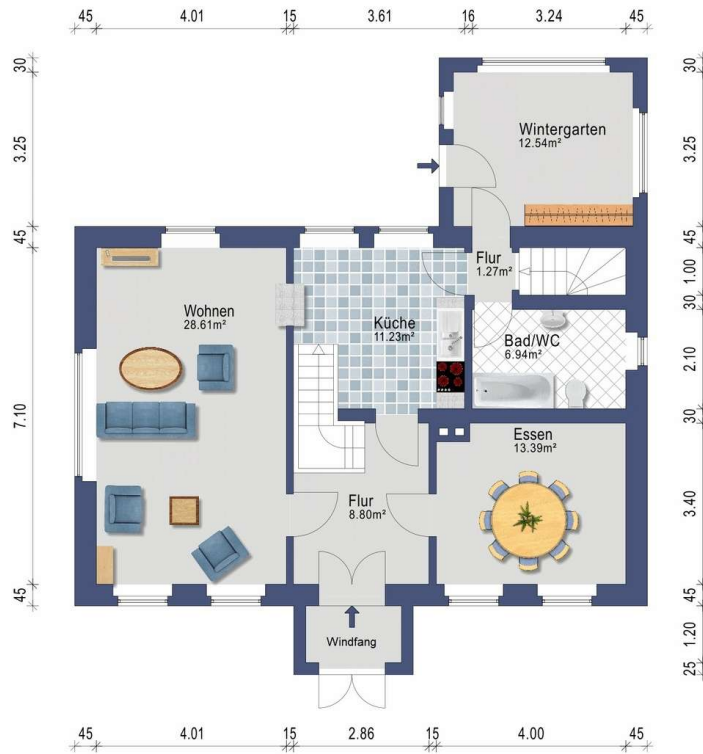 45 4.01 15 3.61 16 3.24 45
30
3.25
45
7.10
45
30
3.25
45
1.00
30
2.10
30
3.40
45
1.20
25
Wintergarten
12.54m²
Flur
1.27m²
Wohnen
28.61m²
Küche
11.23m²
Bad/WC
6.94m²
Essen
13.39m²
Flur
8.80m²
Windfang
45 4.01 15 2.86 15 4.00 45